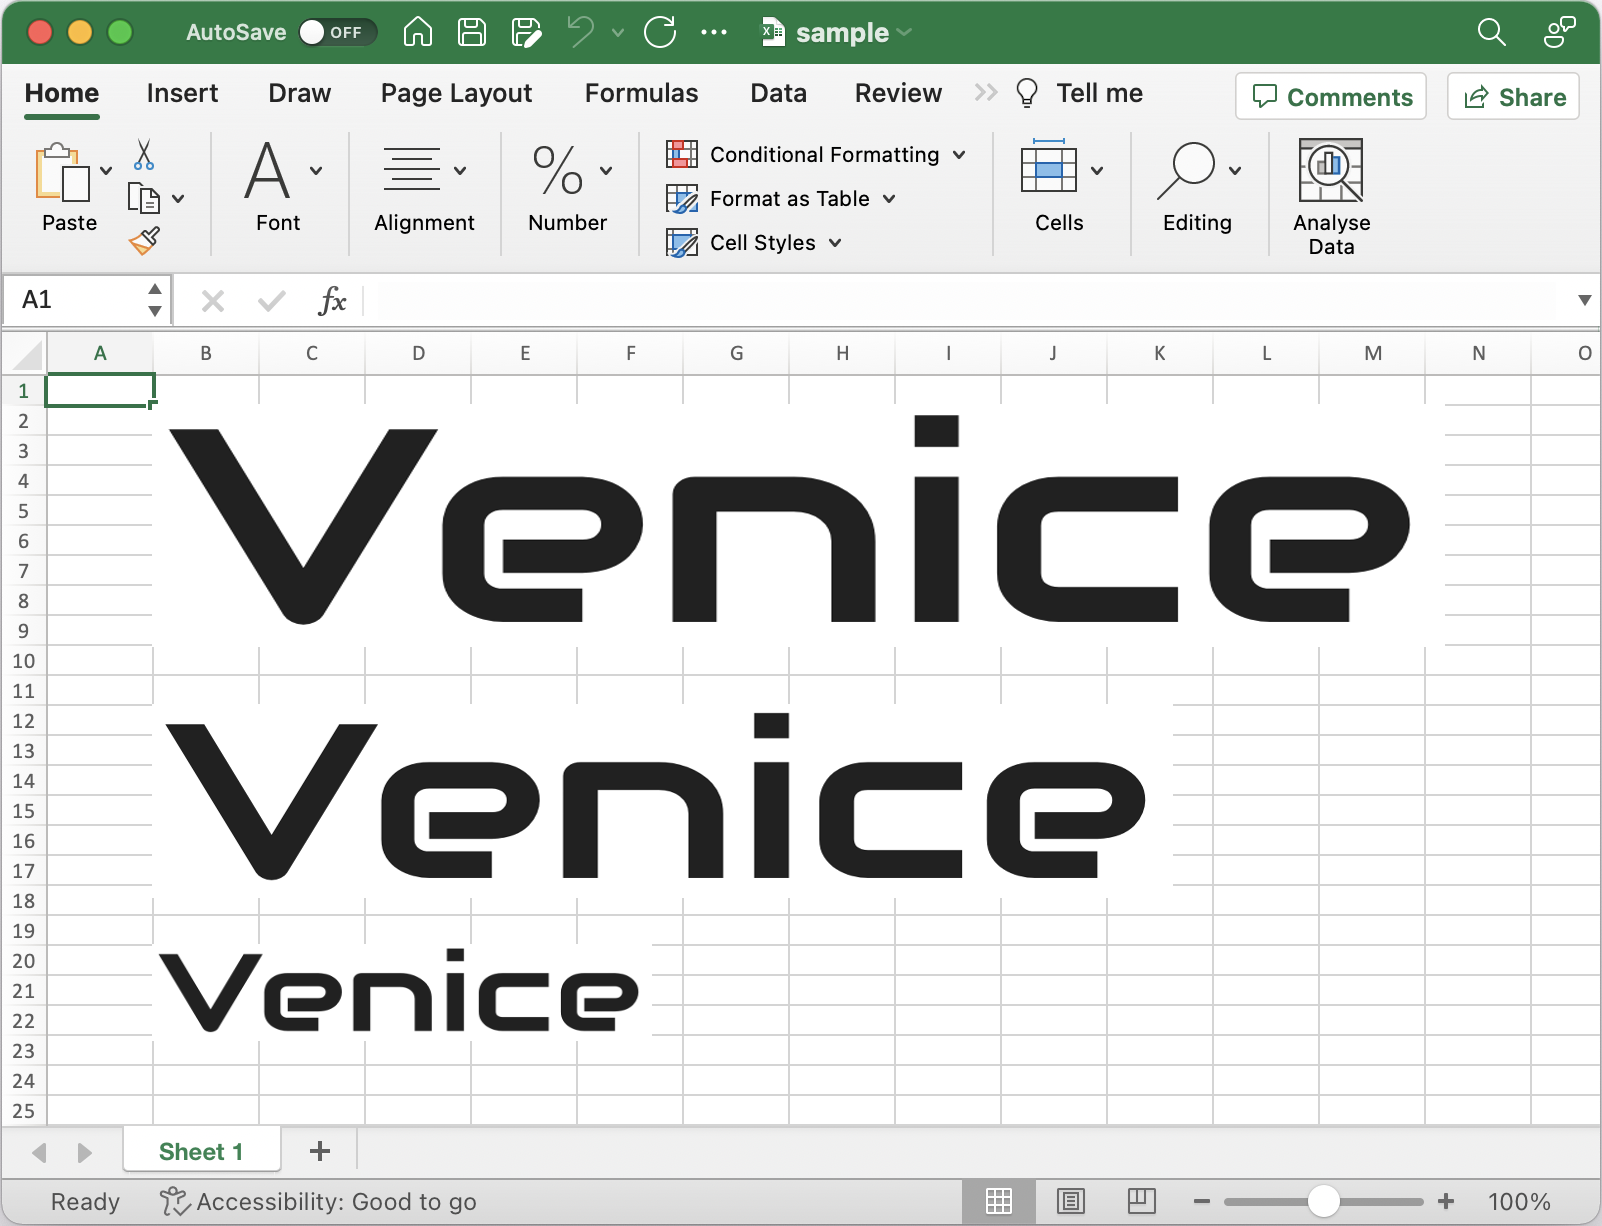 AutoSave OFF sample
Home Insert Draw Page Layout Formulas Data Review Tell me Comments Share
Paste Font Alignment Number Conditional Formatting Format as Table Cell Styles Cells Editing Analyse Data
A1 fx
A B C D E F G H I J K L M N O
1
2
3
4
5
6
7
8
9
10
11
12
13
14
15
16
17
18
19
20
21
22
23
24
25
Venice
Venice
Venice
Sheet 1 +
Ready Accessibility: Good to go 100%